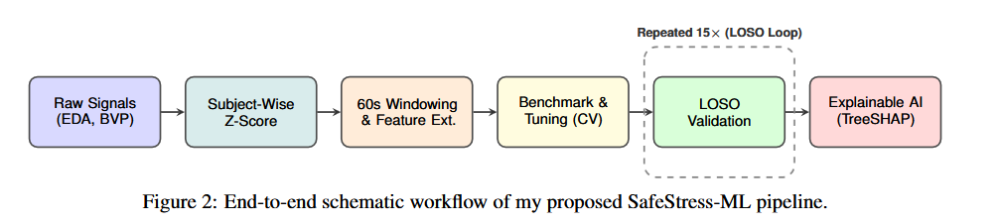 Repeated 15× (LOSO Loop)
Raw Signals
(EDA, BVP)
Subject-Wise
Z-Score
60s Windowing
& Feature Ext.
Benchmark &
Tuning (CV)
LOSO
Validation
Explainable AI
(TreeSHAP)
Figure 2: End-to-end schematic workflow of my proposed SafeStress-ML pipeline.